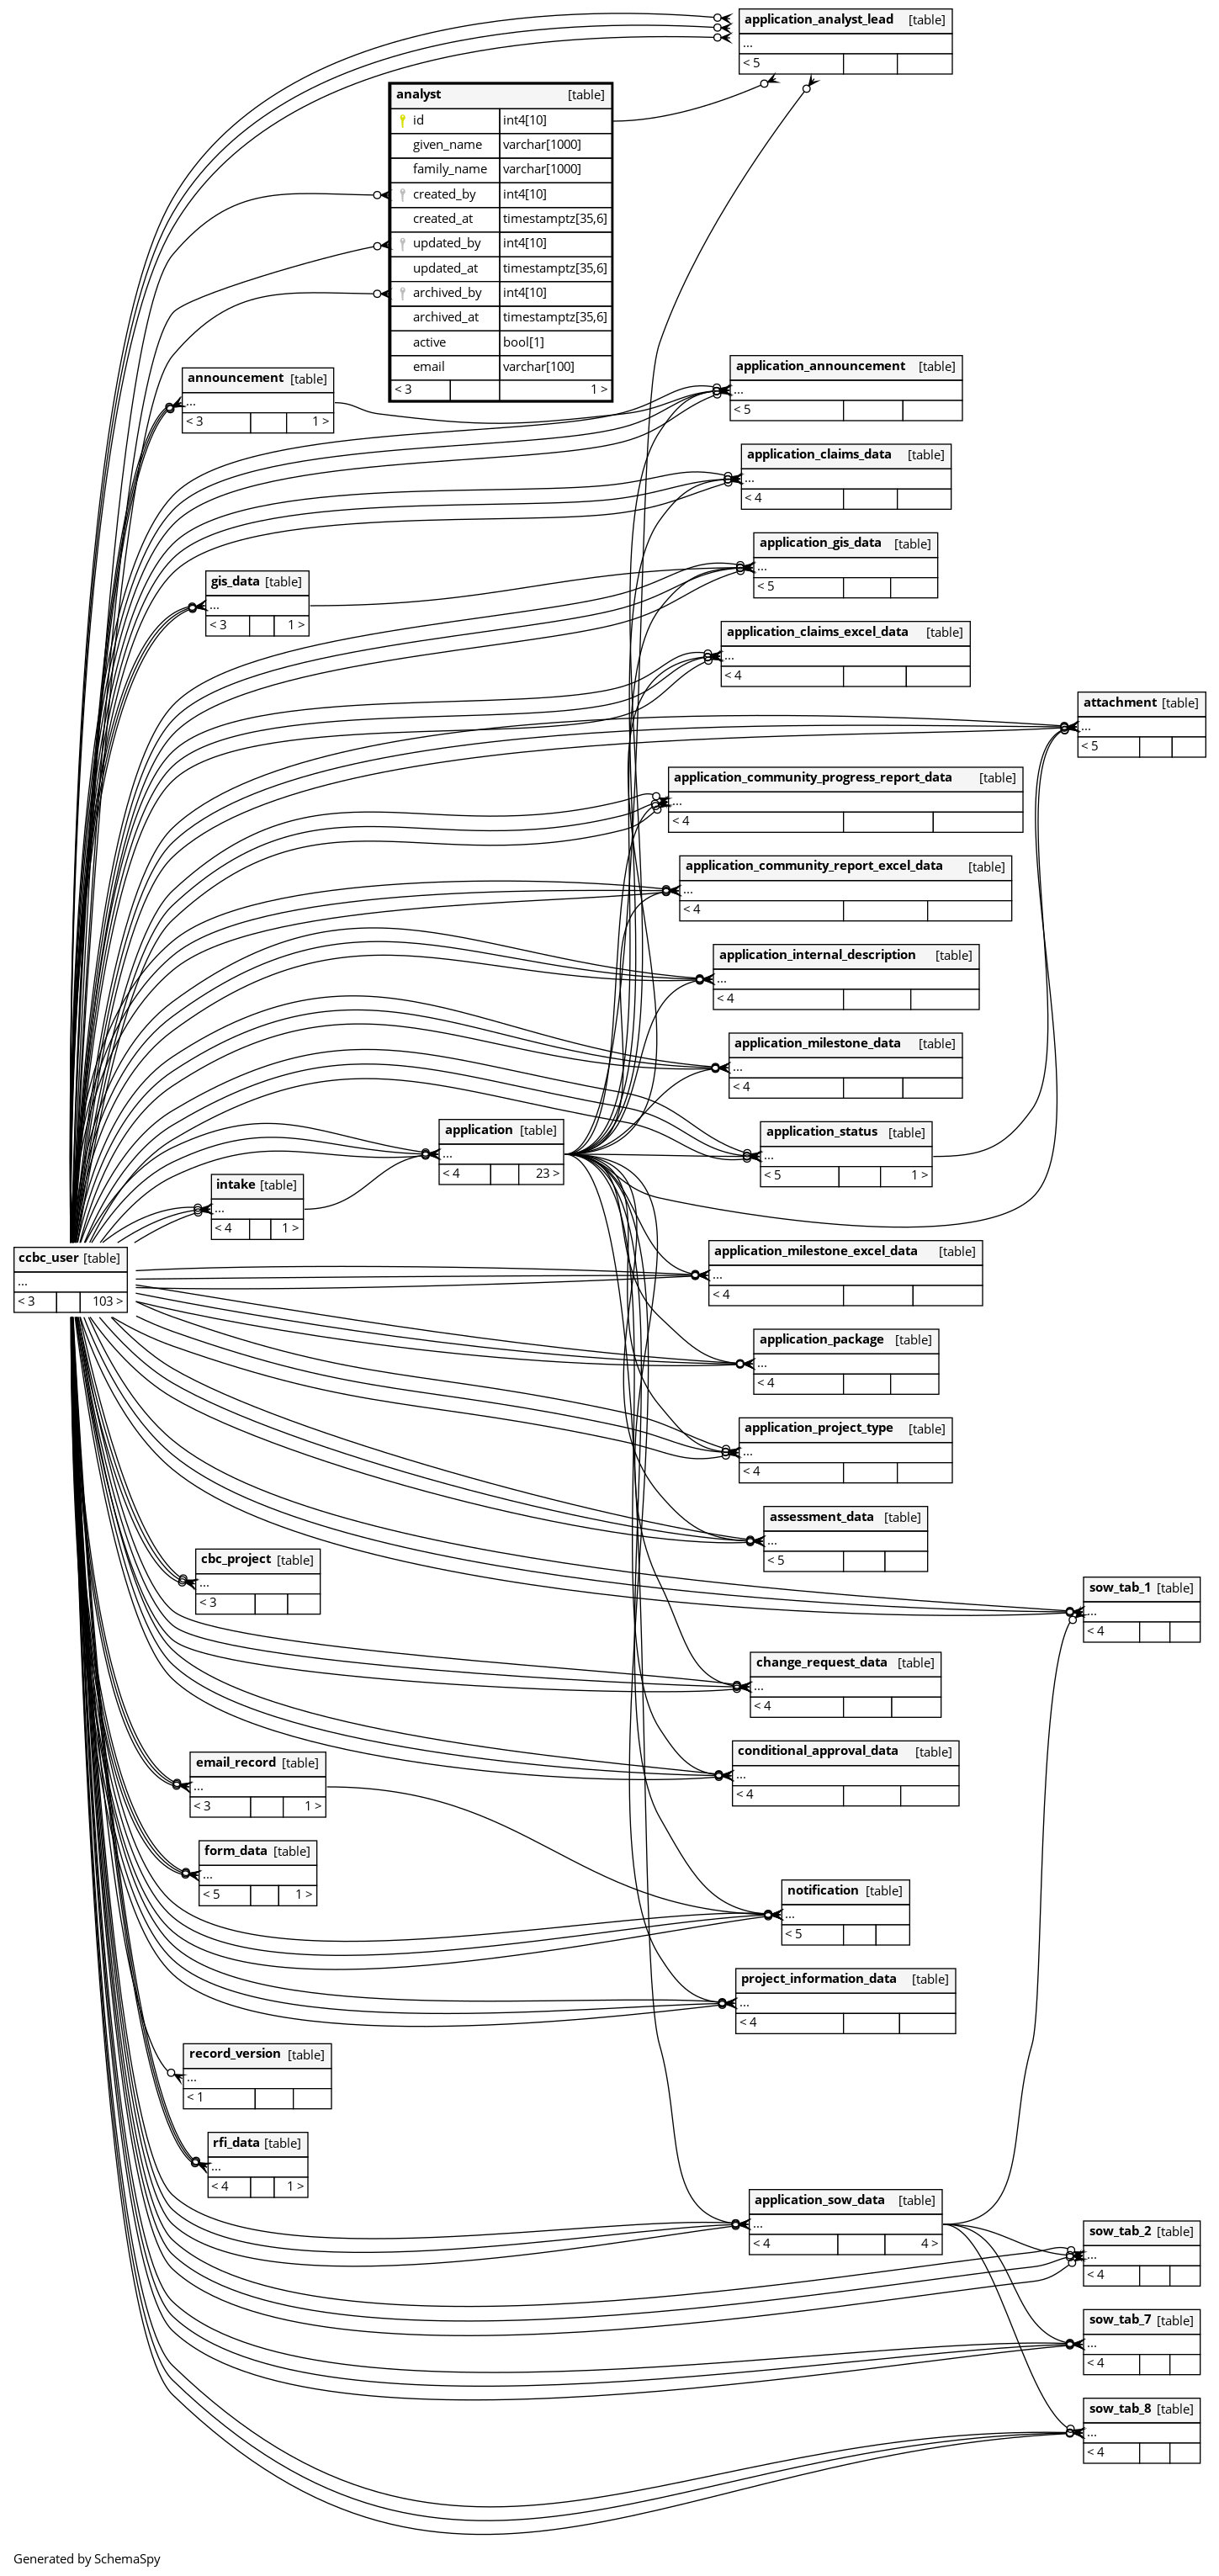 application_analyst_lead [table]
...
< 5
analyst [table]
id int4[10]
given_name varchar[1000]
family_name varchar[1000]
created_by int4[10]
created_at timestamptz[35,6]
updated_by int4[10]
updated_at timestamptz[35,6]
archived_by int4[10]
archived_at timestamptz[35,6]
active bool[1]
email varchar[100]
< 3 1 >
application_announcement [table]
...
< 5
announcement [table]
...
< 3 1 >
application_claims_data [table]
...
< 4
application_gis_data [table]
...
< 5
gis_data [table]
...
< 3 1 >
application_claims_excel_data [table]
...
< 4
attachment [table]
...
< 5
application_community_progress_report_data [table]
...
< 4
application_community_report_excel_data [table]
...
< 4
application_internal_description [table]
...
< 4
application_milestone_data [table]
...
< 4
application [table]
...
< 4 23 >
application_status [table]
...
< 5 1 >
intake [table]
...
< 4 1 >
ccbc_user [table]
...
< 3 103 >
application_milestone_excel_data [table]
...
< 4
application_package [table]
...
< 4
application_project_type [table]
...
< 4
assessment_data [table]
...
< 5
cbc_project [table]
...
< 3
sow_tab_1 [table]
...
< 4
change_request_data [table]
...
< 4
conditional_approval_data [table]
...
< 4
email_record [table]
...
< 3 1 >
form_data [table]
...
< 5 1 >
notification [table]
...
< 5
project_information_data [table]
...
< 4
record_version [table]
...
< 1
rfi_data [table]
...
< 4 1 >
application_sow_data [table]
...
< 4 4 >
sow_tab_2 [table]
...
< 4
sow_tab_7 [table]
...
< 4
sow_tab_8 [table]
...
< 4
Generated by SchemaSpy